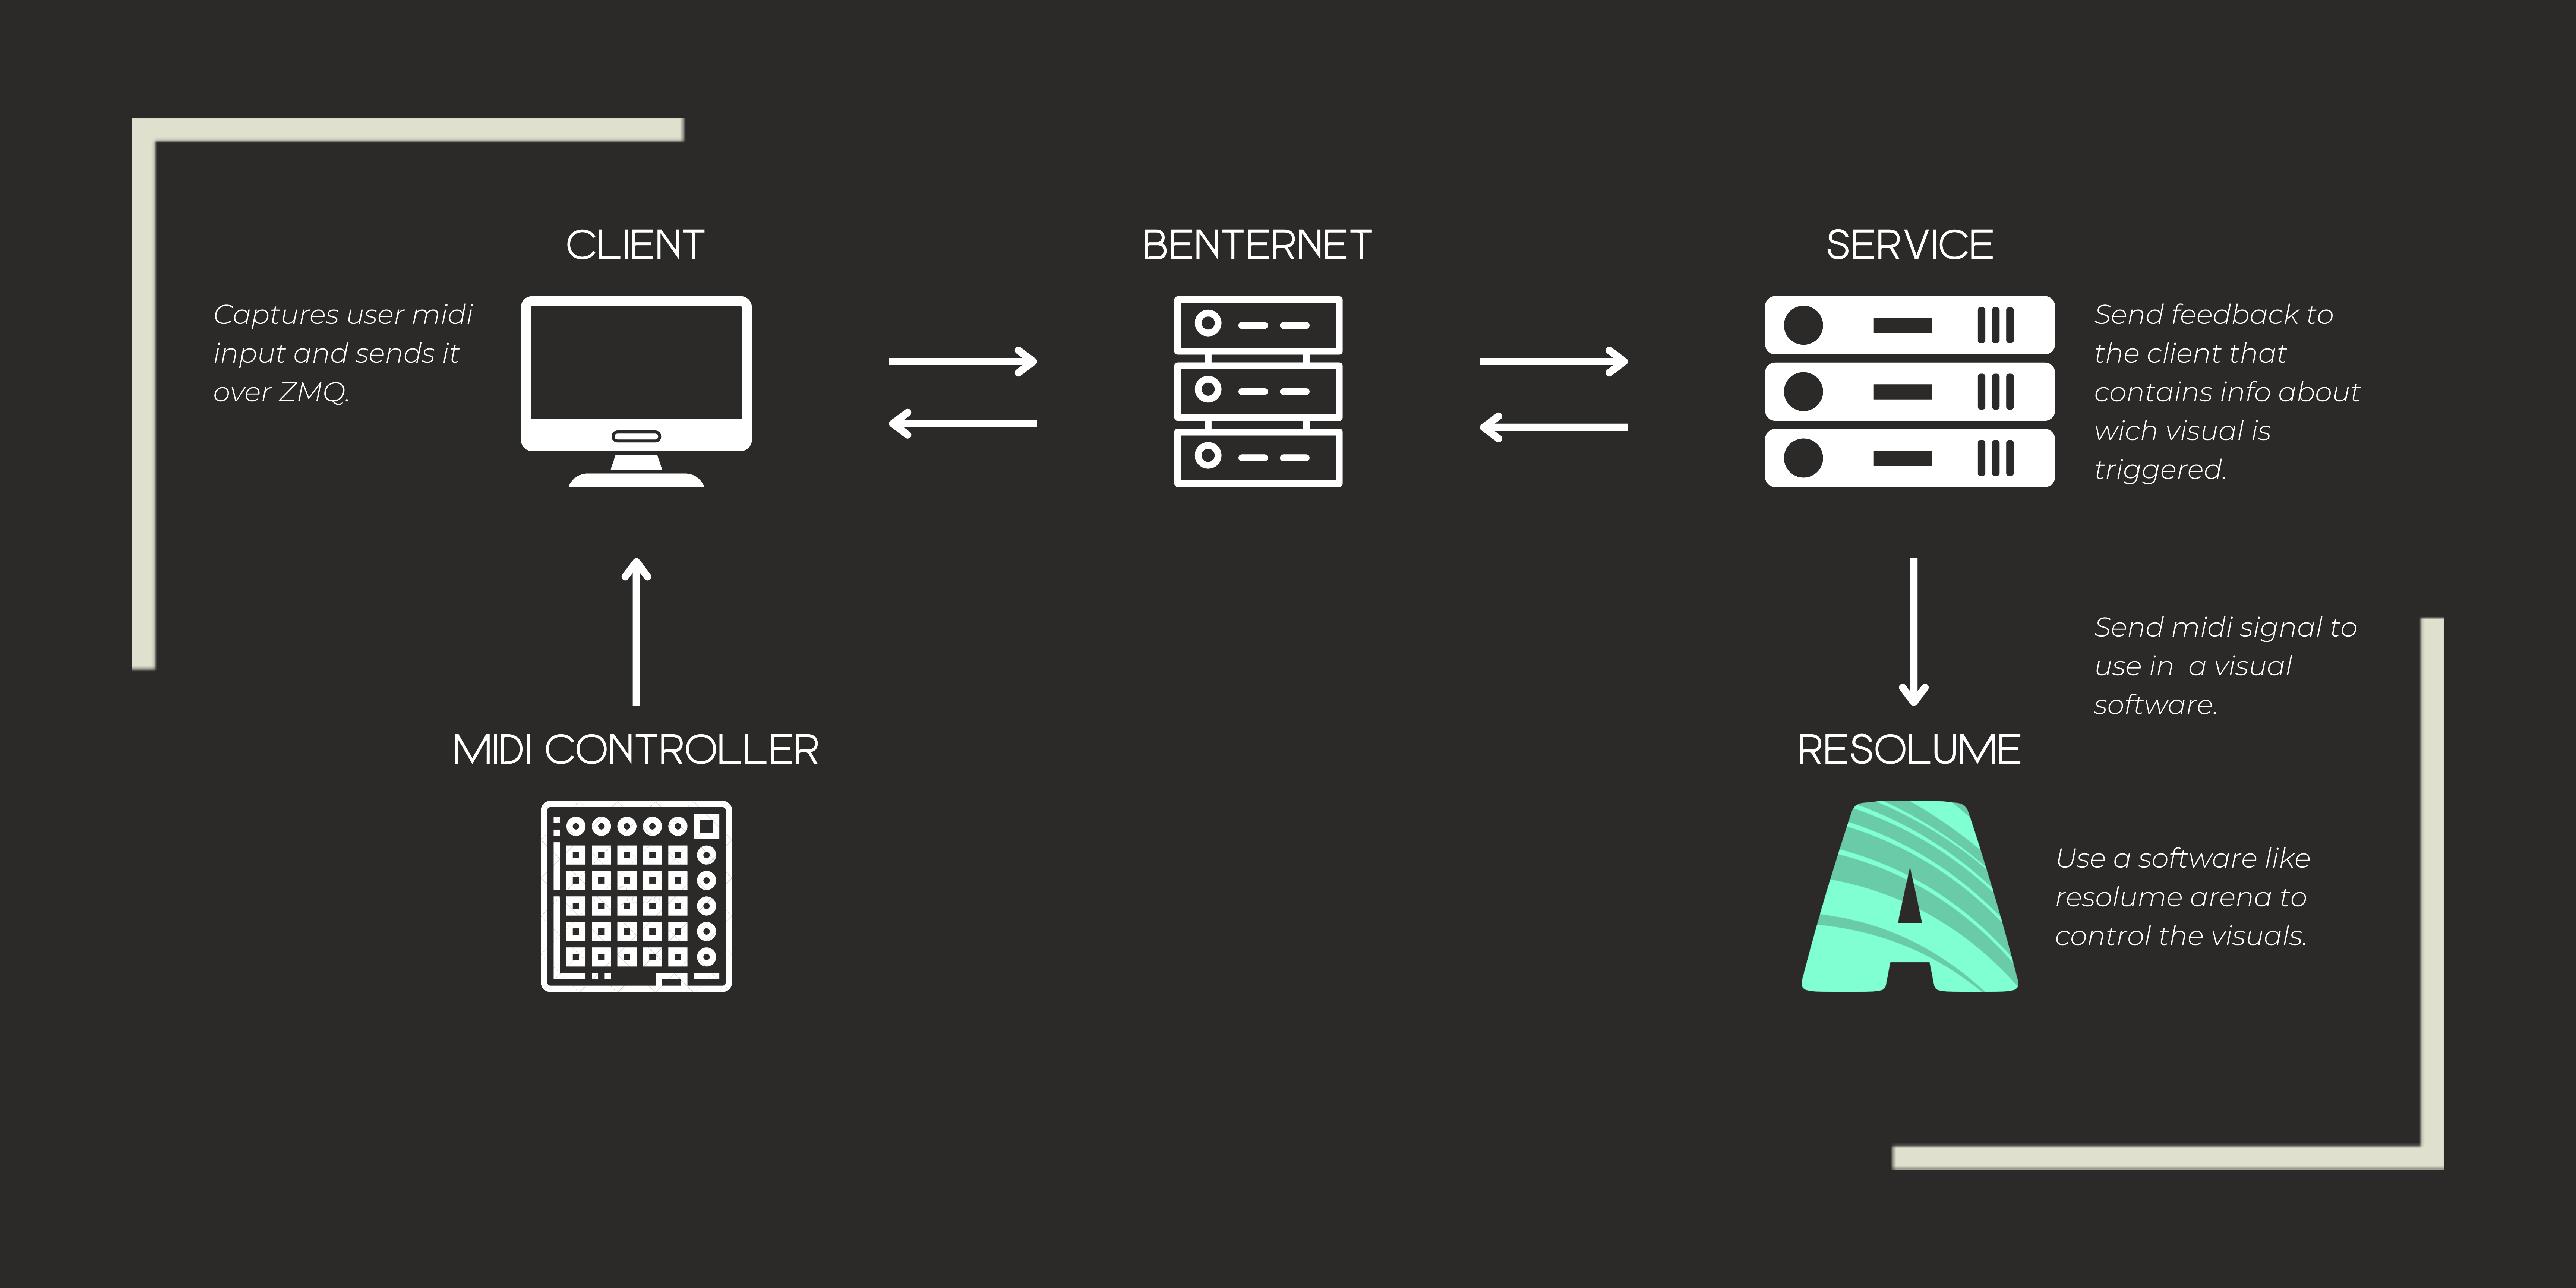 CLIENT
BENTERNET
SERVICE
Captures user midi
input and sends it
over ZMQ.
Send feedback to
the client that
contains info about
wich visual is
triggered.
Send midi signal to
use in  a visual
software.
MIDI CONTROLLER
RESOLUME
Use a software like
resolume arena to
control the visuals.